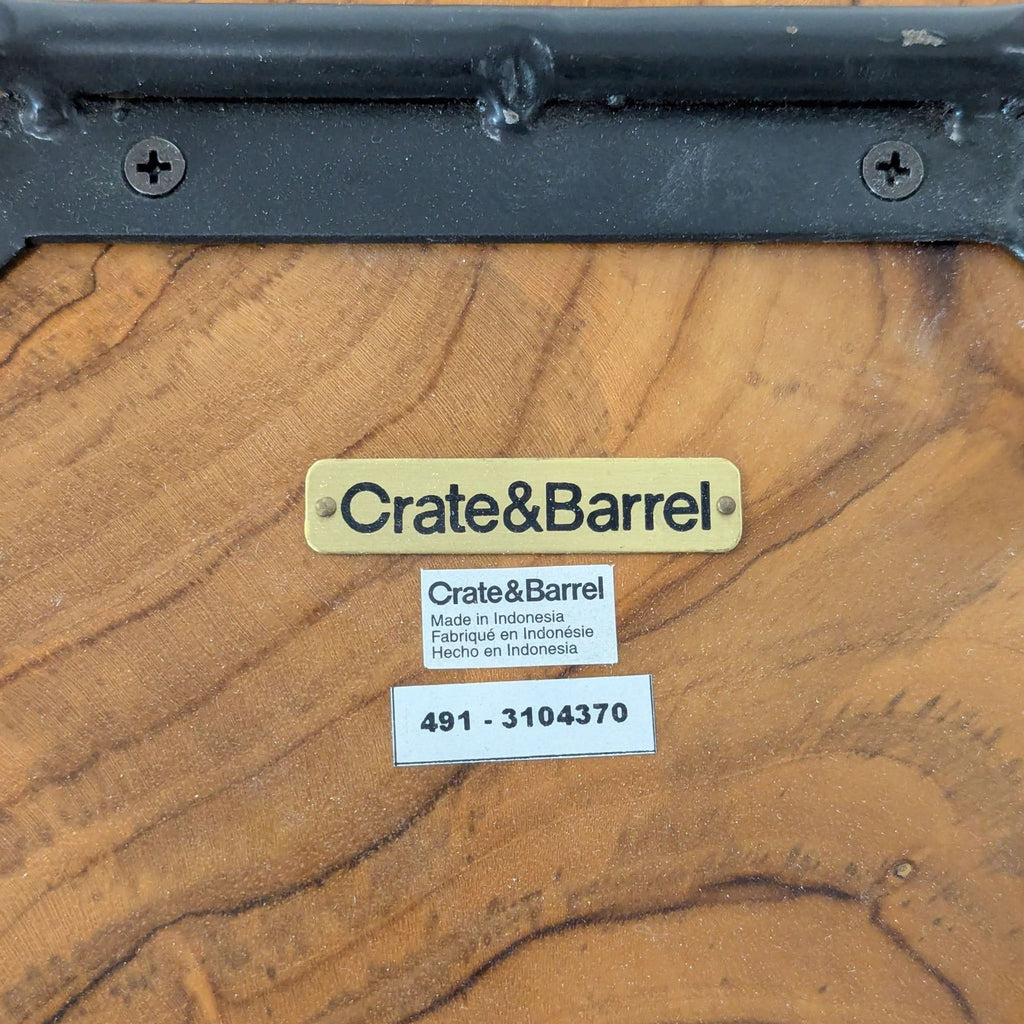 Crate&Barrel
Crate&Barrel
Made in Indonesia
Fabriqué en Indonésie
Hecho en Indonesia
491 - 3104370